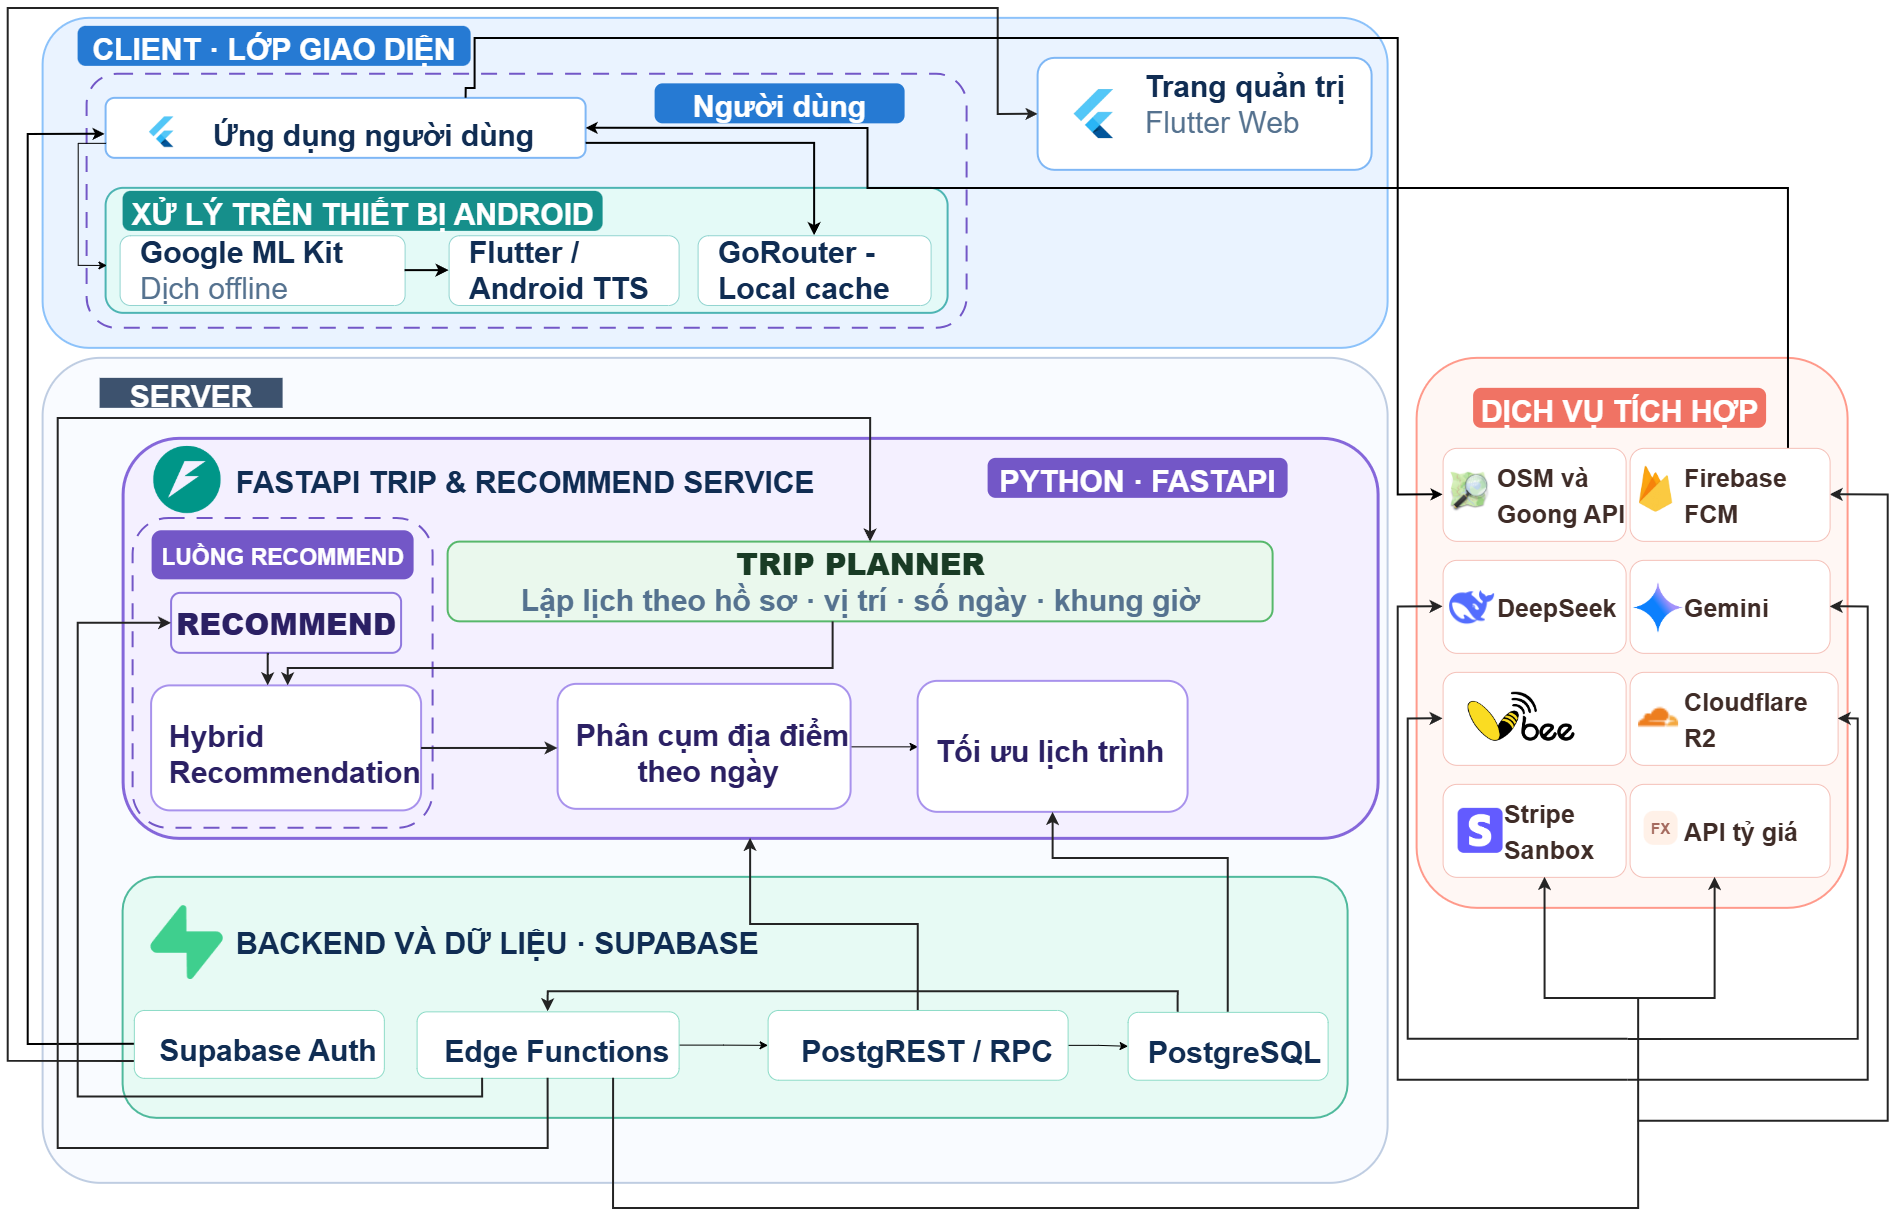 CLIENT · LỚP GIAO DIỆN
Người dùng
Ứng dụng người dùng
Trang quản trị
Flutter Web
XỬ LÝ TRÊN THIẾT BỊ ANDROID
Google ML Kit
Dịch offline
Flutter /
Android TTS
GoRouter -
Local cache
SERVER
FASTAPI TRIP & RECOMMEND SERVICE
PYTHON · FASTAPI
LUỒNG RECOMMEND
RECOMMEND
TRIP PLANNER
Lập lịch theo hồ sơ · vị trí · số ngày · khung giờ
Hybrid
Recommendation
Phân cụm địa điểm
theo ngày
Tối ưu lịch trình
BACKEND VÀ DỮ LIỆU · SUPABASE
Supabase Auth
Edge Functions
PostgREST / RPC
PostgreSQL
DỊCH VỤ TÍCH HỢP
OSM và
Goong API
Firebase
FCM
DeepSeek
Gemini
Vbee
Cloudflare
R2
S
Stripe
Sanbox
FX
API tỷ giá